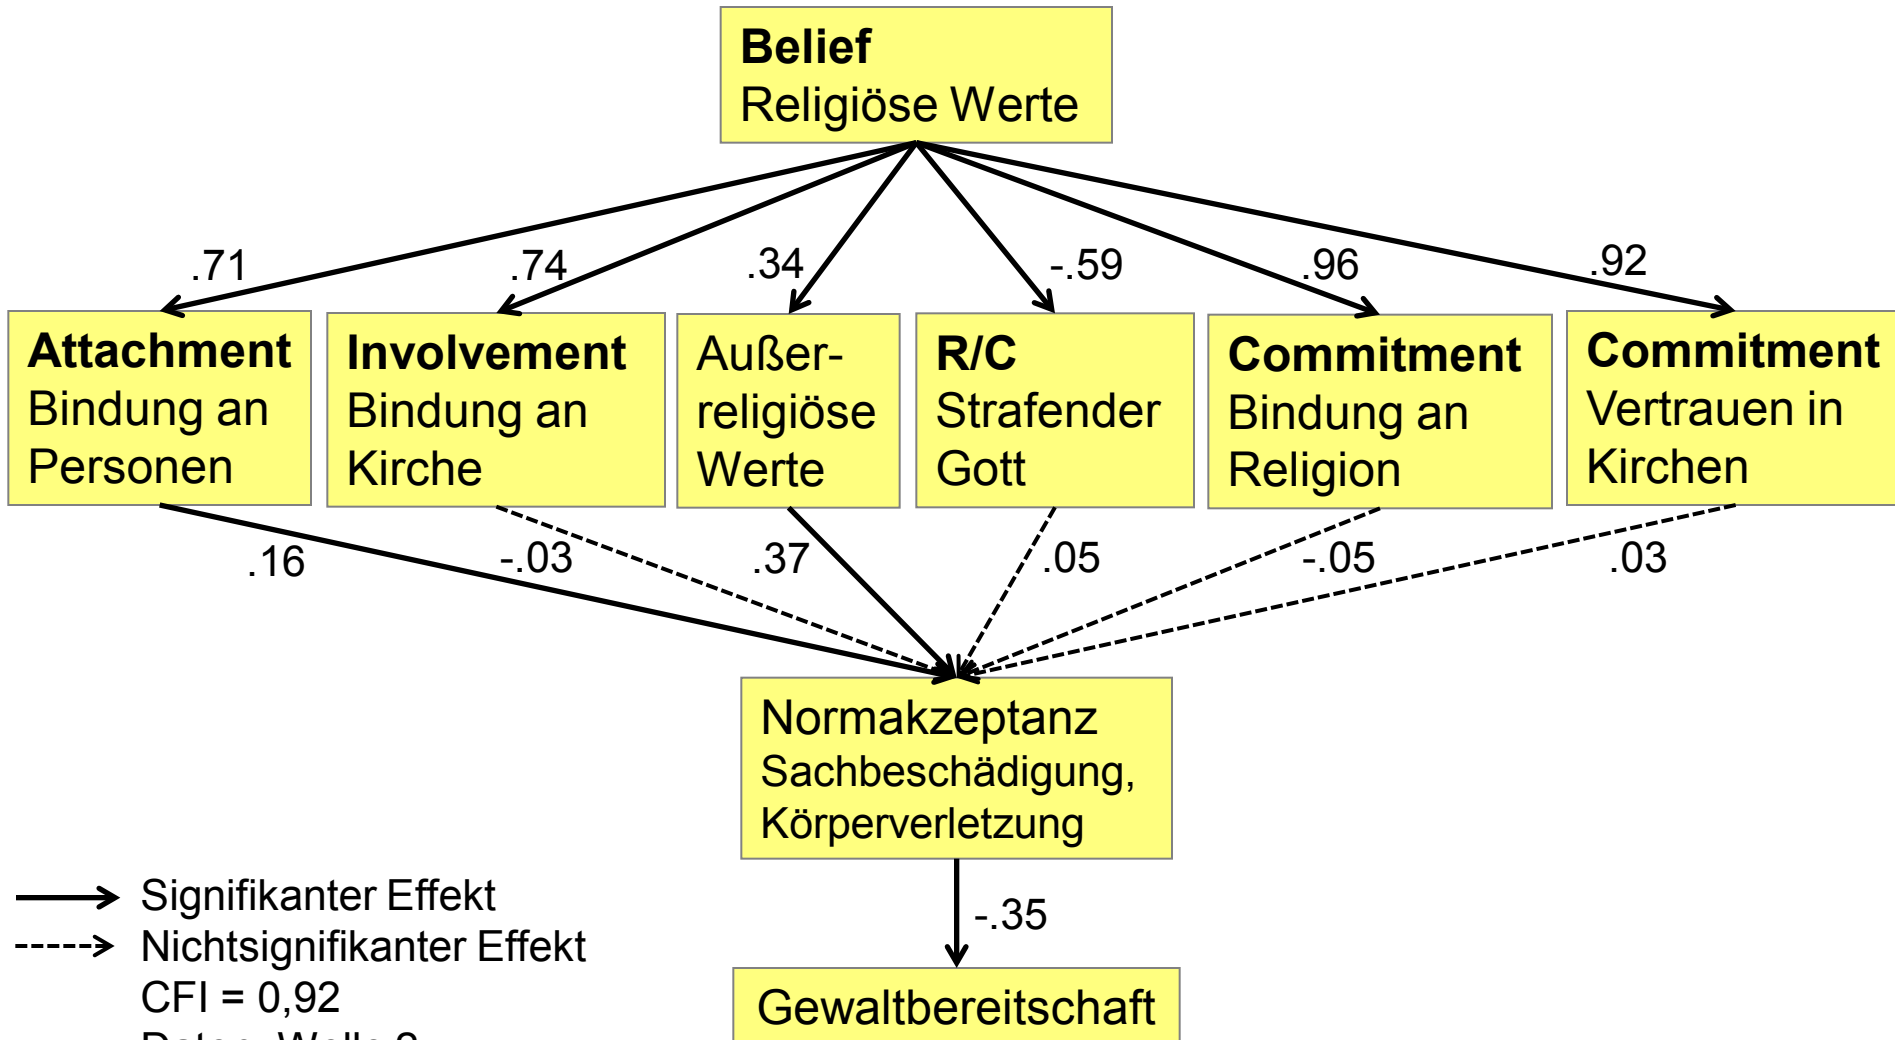 Belief
Religiöse Werte
.71
.74
.34
-.59
.96
.92
Attachment
Bindung an
Personen
Involvement
Bindung an
Kirche
Außer-
religiöse
Werte
R/C
Strafender
Gott
Commitment
Bindung an
Religion
Commitment
Vertrauen in
Kirchen
.16
-.03
.37
.05
-.05
.03
Normakzeptanz
Sachbeschädigung,
Körperverletzung
-.35
Gewaltbereitschaft
Signifikanter Effekt
Nichtsignifikanter Effekt
CFI = 0,92